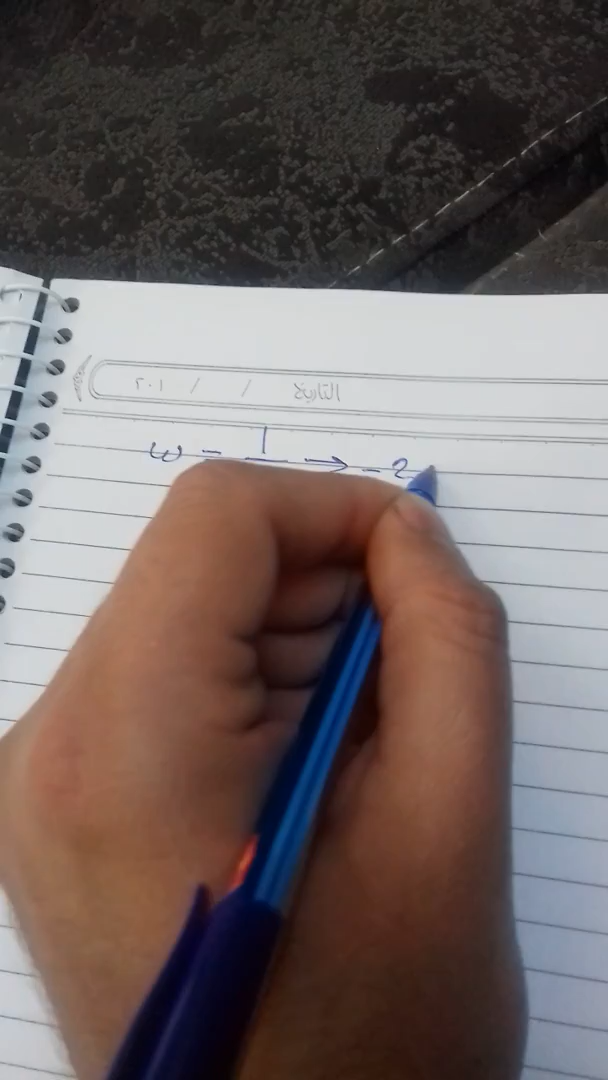 التاريخ / / ٢٠١
ω - 1 → - 2